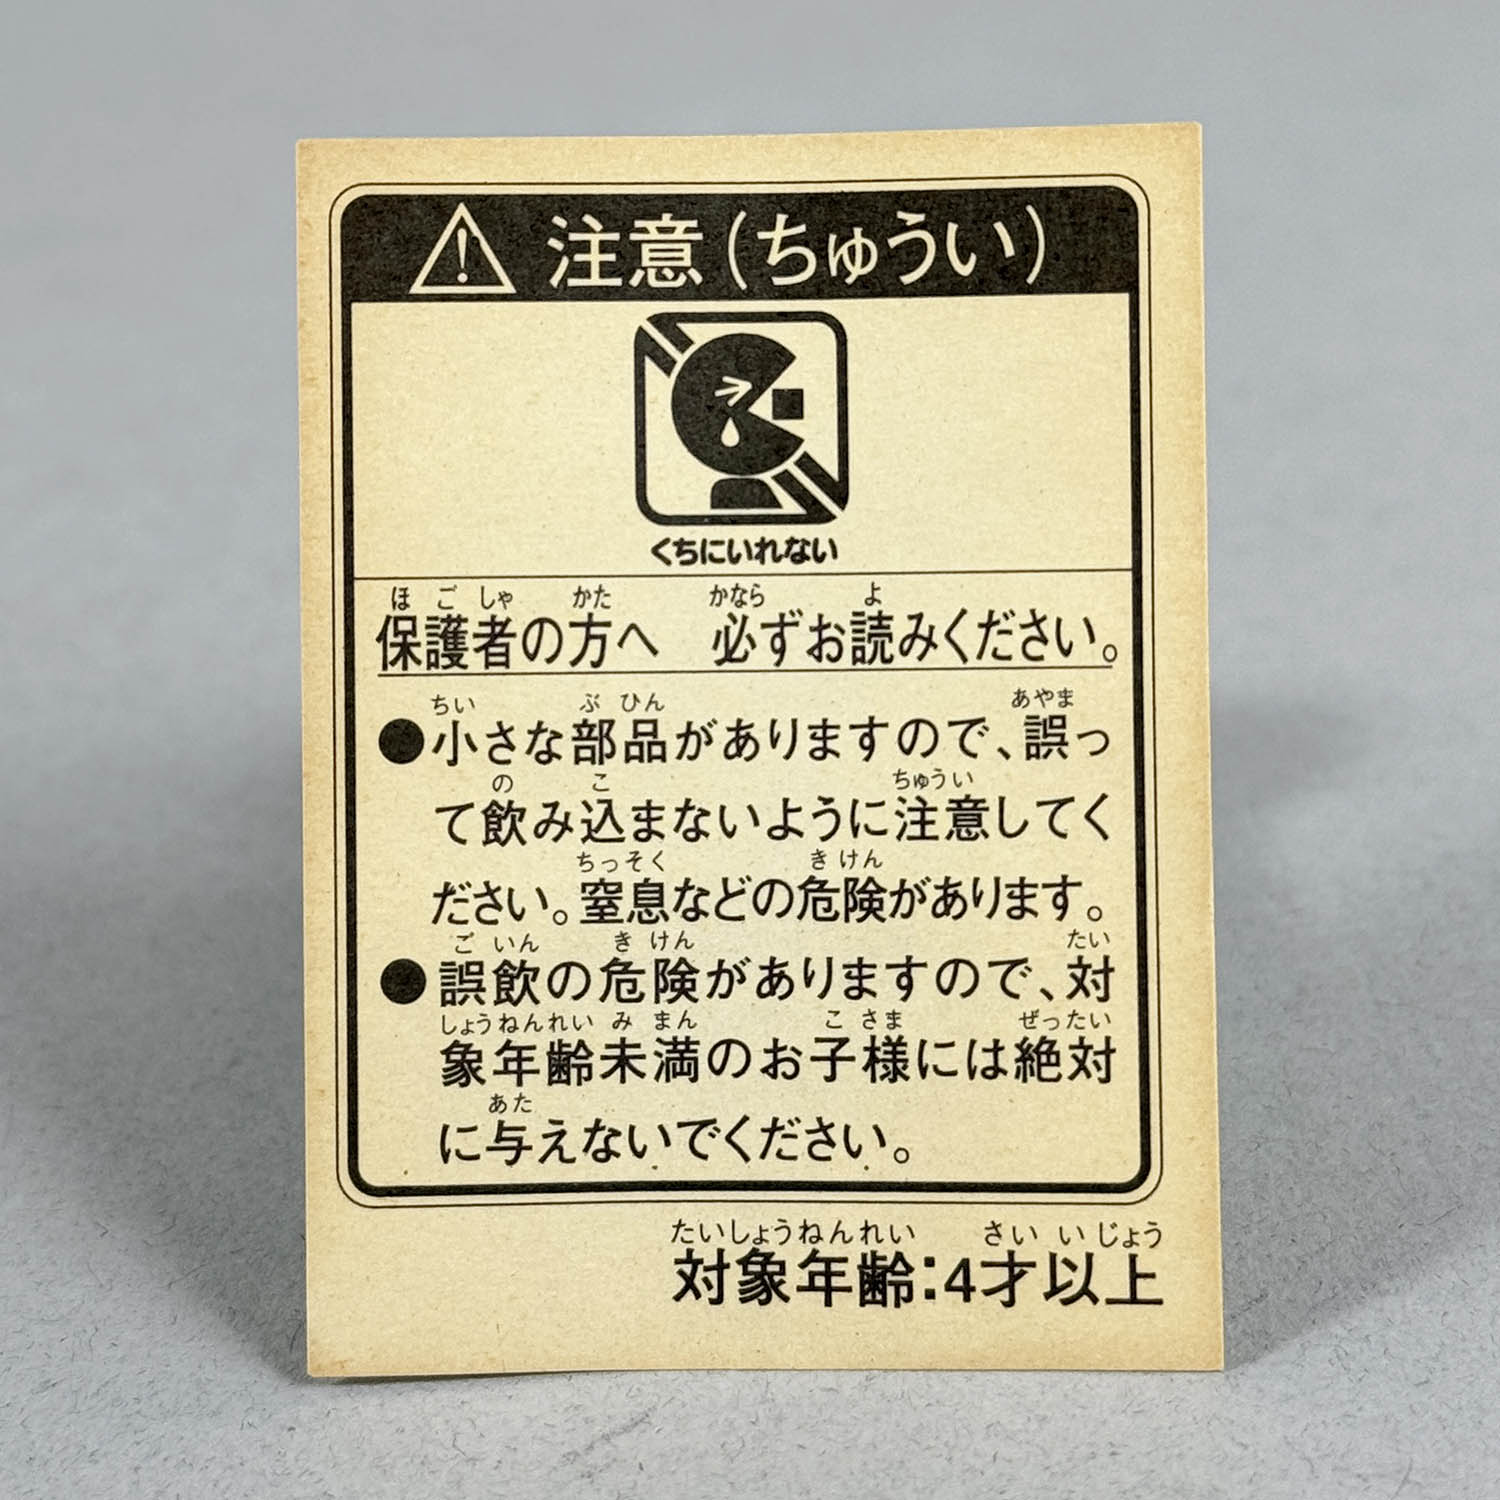 注意(ちゅうい)
くちにいれない
ほごしゃ かた かなら よ
保護者の方へ 必ずお読みください。
ちい ぶひん あやま
●小さな部品がありますので、誤っ
の こ ちゅうい
て飲み込まないように注意してく
ちっそく きけん
ださい。窒息などの危険があります。
ごいん きけん たい
●誤飲の危険がありますので、対
しょうねんれい みまん こさま ぜったい
象年齢未満のお子様には絶対
あた
に与えないでください。
たいしょうねんれい さいいじょう
対象年齢:4才以上